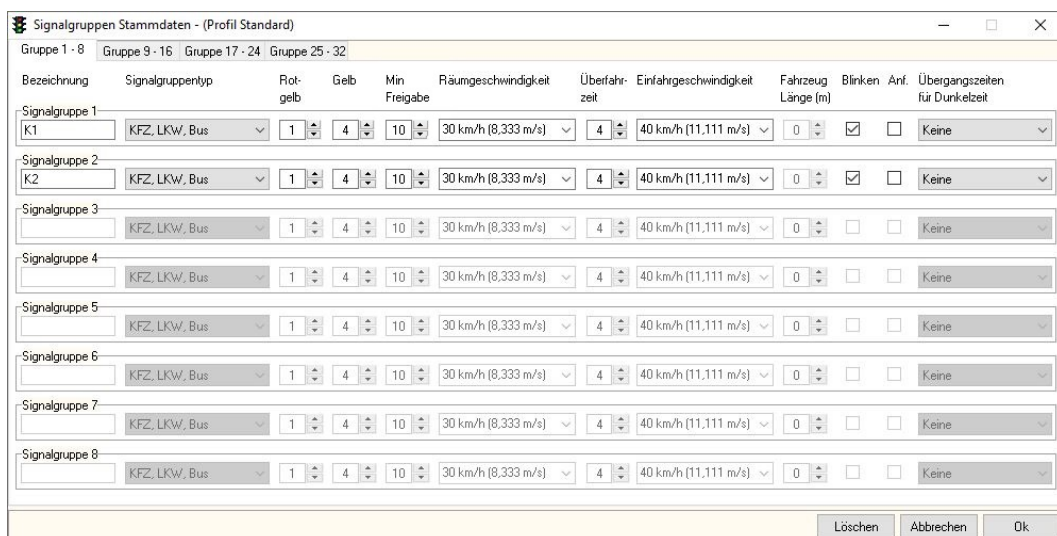 Signalgruppen Stammdaten - (Profil Standard)
Gruppe 1 - 8 Gruppe 9 - 16 Gruppe 17 - 24 Gruppe 25 - 32
Bezeichnung Signalgruppentyp Rot- Gelb Min Räumgeschwindigkeit Überfahr- Einfahrgeschwindigkeit Fahrzeug Blinken Anf. Übergangszeiten
gelb Freigabe zeit Länge (m) für Dunkelzeit
Signalgruppe 1
K1 KFZ, LKW, Bus 1 4 10 30 km/h (8,333 m/s) 4 40 km/h (11,111 m/s) 0 Keine
Signalgruppe 2
K2 KFZ, LKW, Bus 1 4 10 30 km/h (8,333 m/s) 4 40 km/h (11,111 m/s) 0 Keine
Signalgruppe 3
KFZ, LKW, Bus 1 4 10 30 km/h (8,333 m/s) 4 40 km/h (11,111 m/s) 0 Keine
Signalgruppe 4
KFZ, LKW, Bus 1 4 10 30 km/h (8,333 m/s) 4 40 km/h (11,111 m/s) 0 Keine
Signalgruppe 5
KFZ, LKW, Bus 1 4 10 30 km/h (8,333 m/s) 4 40 km/h (11,111 m/s) 0 Keine
Signalgruppe 6
KFZ, LKW, Bus 1 4 10 30 km/h (8,333 m/s) 4 40 km/h (11,111 m/s) 0 Keine
Signalgruppe 7
KFZ, LKW, Bus 1 4 10 30 km/h (8,333 m/s) 4 40 km/h (11,111 m/s) 0 Keine
Signalgruppe 8
KFZ, LKW, Bus 1 4 10 30 km/h (8,333 m/s) 4 40 km/h (11,111 m/s) 0 Keine
Löschen Abbrechen Ok